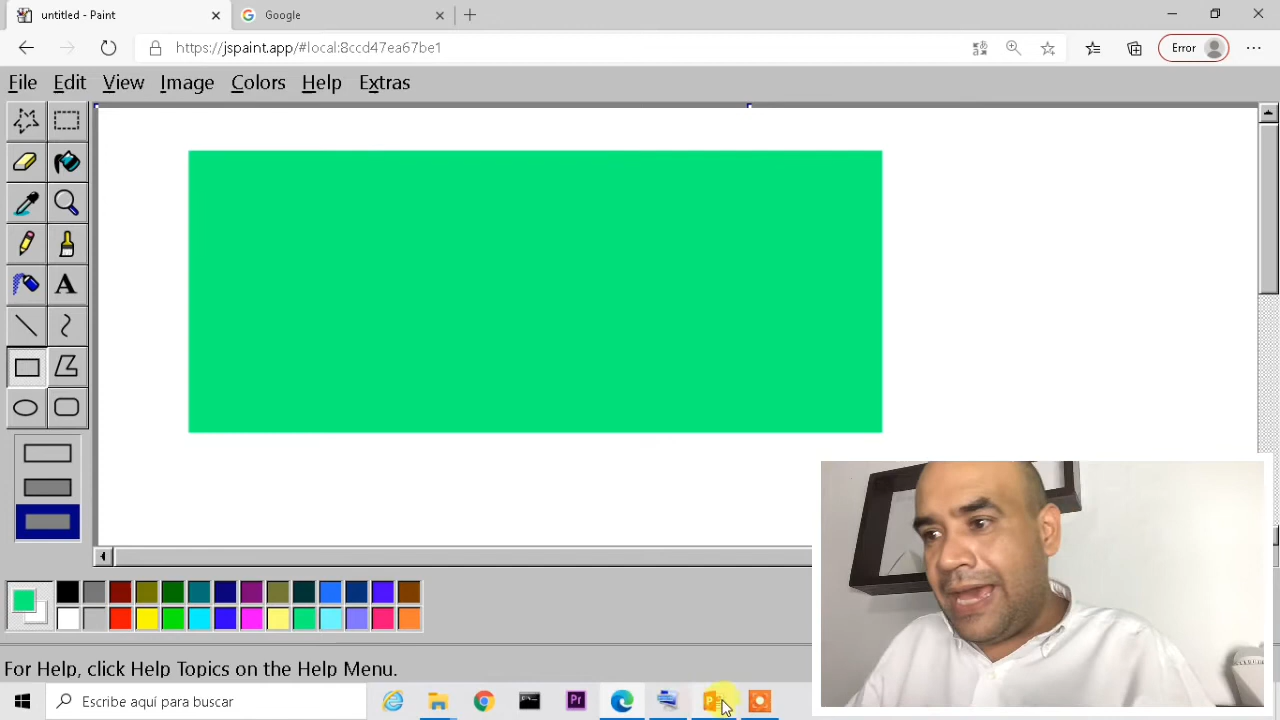 untitled - Paint
Google
https://jspaint.app/#local:8ccd47ea67be1
Error
File Edit View Image Colors Help Extras
A
For Help, click Help Topics on the Help Menu.
Escribe aquí para buscar
Pr